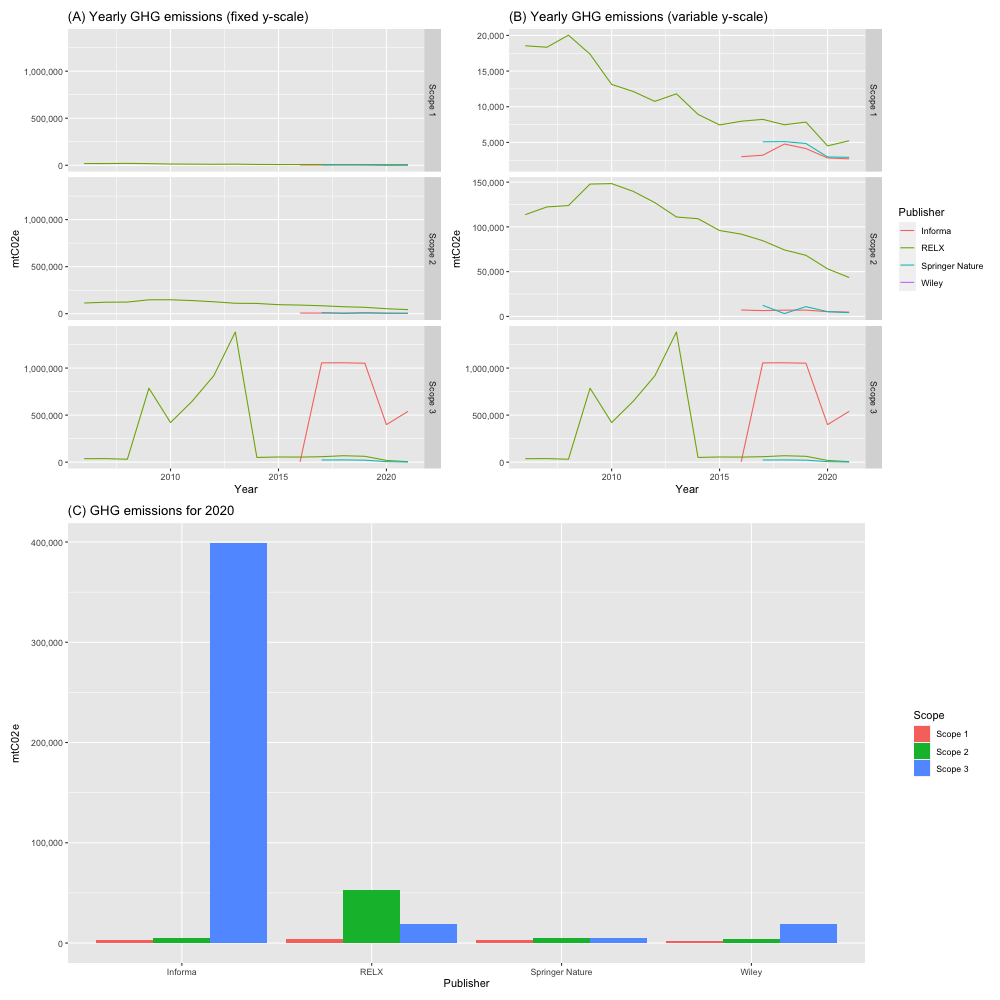 (A) Yearly GHG emissions (fixed y-scale)
1,000,000
500,000
0
Scope 1
1,000,000
500,000
0
Scope 2
1,000,000
500,000
0
Scope 3
mtC02e
2010
2015
2020
Year
(B) Yearly GHG emissions (variable y-scale)
20,000
15,000
10,000
5,000
Scope 1
150,000
100,000
50,000
0
Scope 2
1,000,000
500,000
0
Scope 3
mtC02e
2010
2015
2020
Year
Publisher
Informa
RELX
Springer Nature
Wiley
(C) GHG emissions for 2020
400,000
300,000
200,000
100,000
0
mtC02e
Informa
RELX
Springer Nature
Wiley
Publisher
Scope
Scope 1
Scope 2
Scope 3